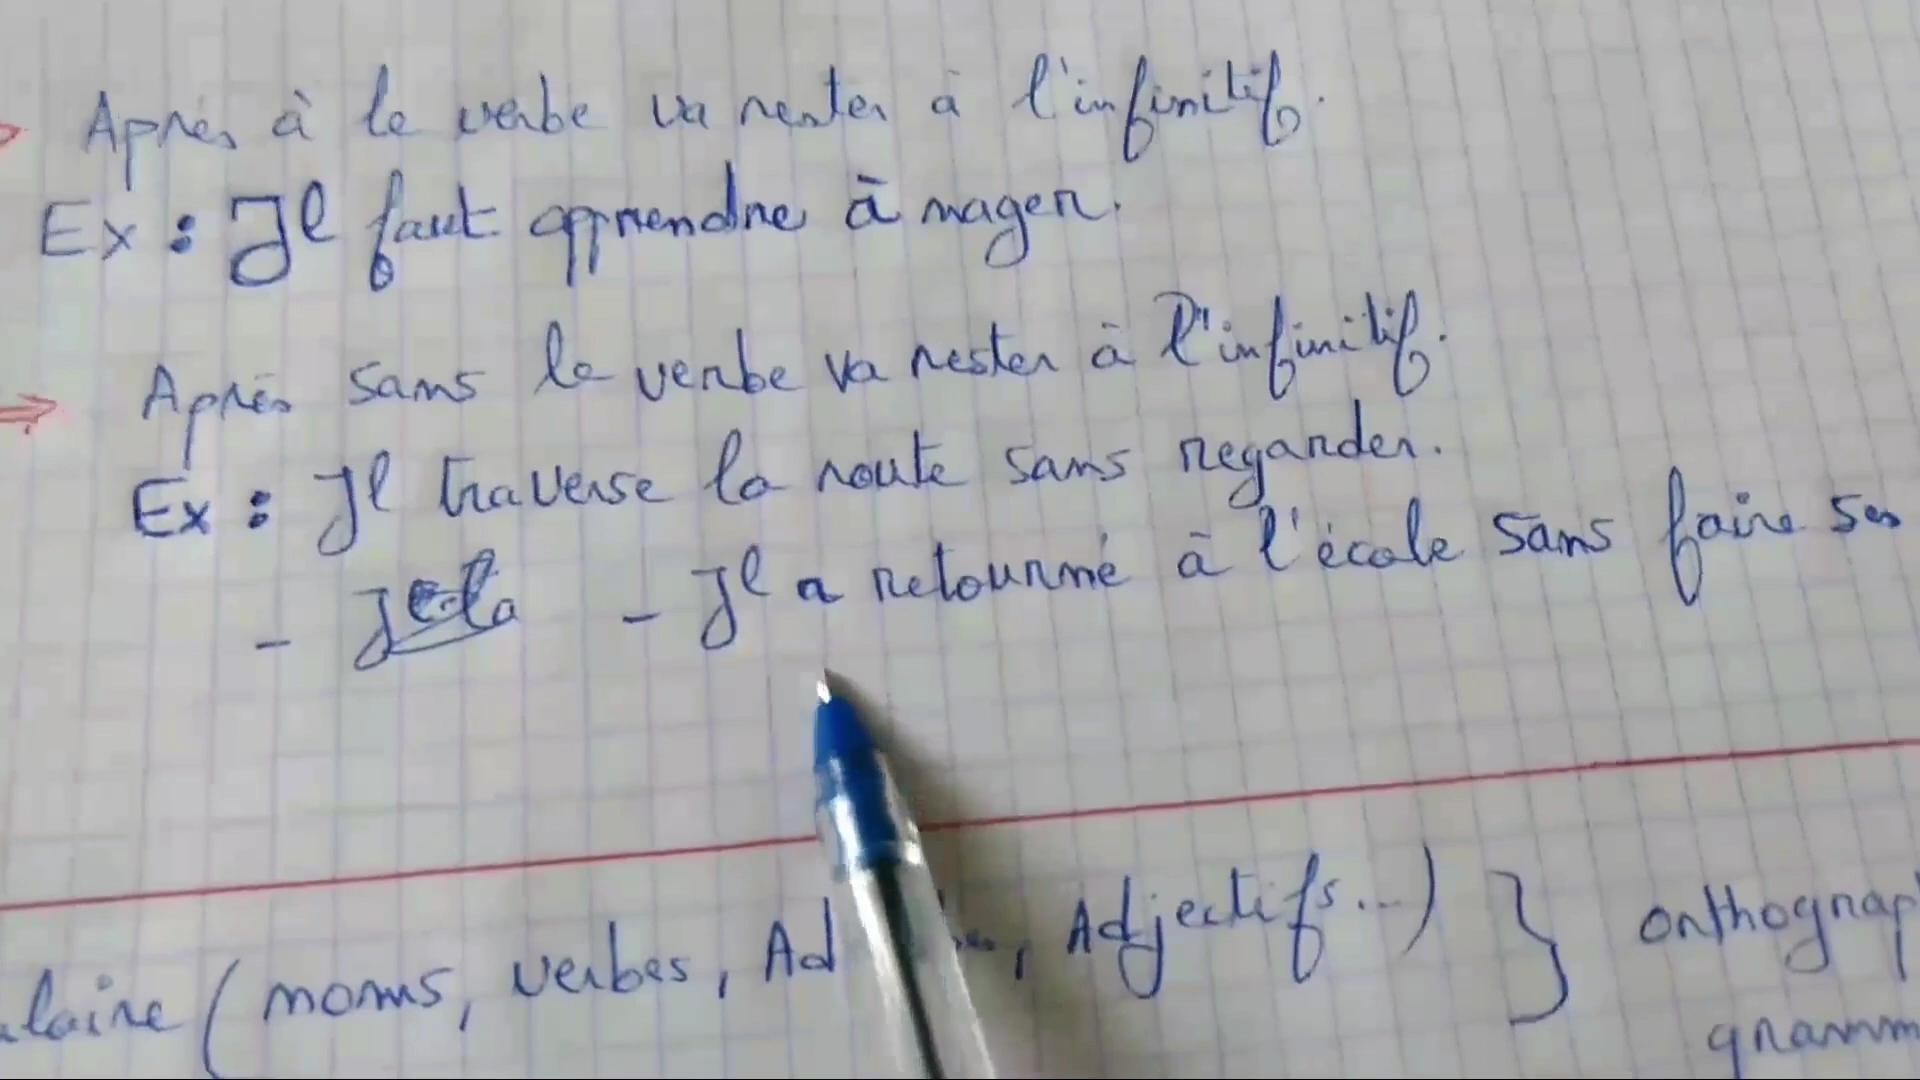 Après à le verbe va rester à l'infinitif.
Ex : Il faut apprendre à nager.
Après sans le verbe va rester à l'infinitif.
Ex : Il traverse la route sans regarder.
- - Il a retourné à l'école sans faire ses
laire (noms, verbes, Ad , Adjectifs...) } orthograp
gramm